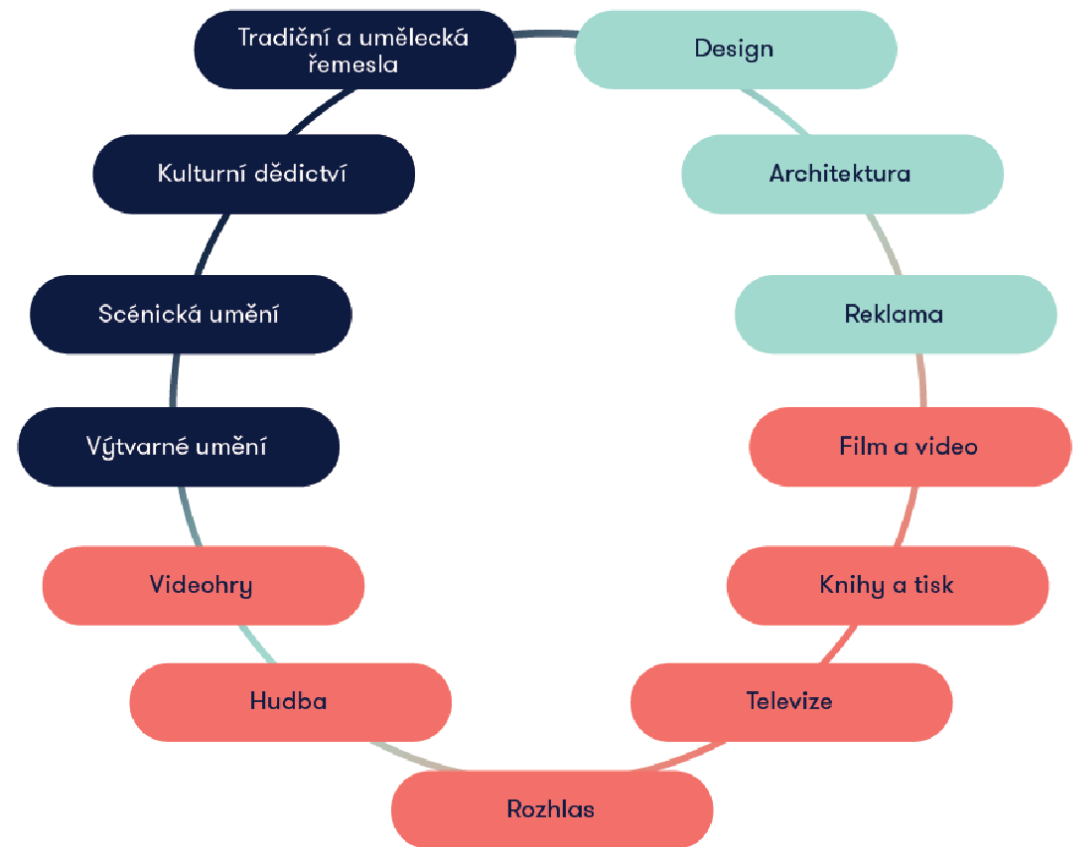 Tradiční a umělecká
řemesla
Design
Kulturní dědictví
Architektura
Scénická umění
Reklama
Výtvarné umění
Film a video
Videohry
Knihy a tisk
Hudba
Televize
Rozhlas